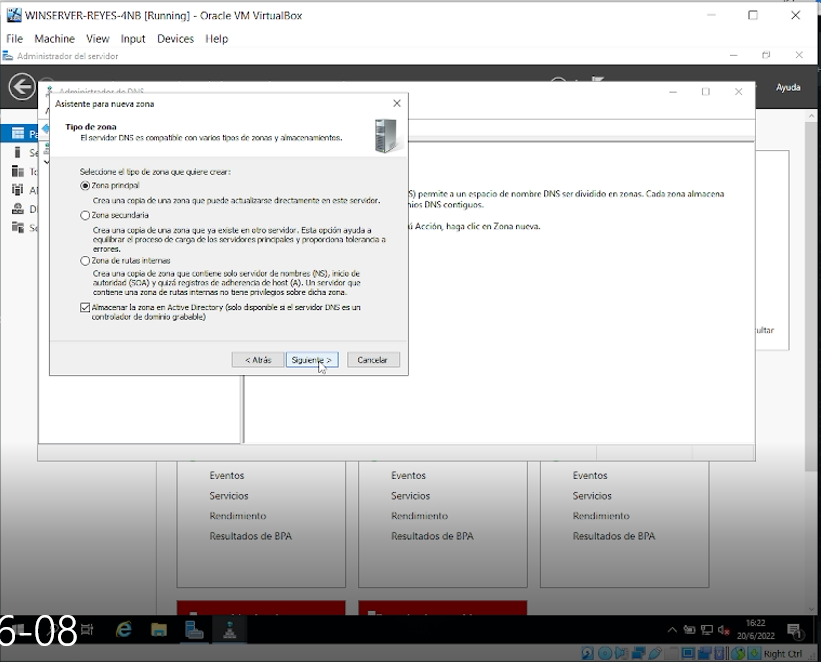 WINSERVER-REYES-4NB [Running] - Oracle VM VirtualBox
File Machine View Input Devices Help
Administrador del servidor
Ayuda
Administrador de DNS
Asistente para nueva zona
Tipo de zona
El servidor DNS es compatible con varios tipos de zonas y almacenamientos.
Seleccione el tipo de zona que quiere crear:
Zona principal
Crea una copia de una zona que puede actualizarse directamente en este servidor.
Zona secundaria
Crea una copia de una zona que ya existe en otro servidor. Esta opción ayuda a
equilibrar el proceso de carga de los servidores principales y proporciona tolerancia a
errores.
Zona de rutas internas
Crea una copia de zona que contiene solo servidor de nombres (NS), inicio de
autoridad (SOA) y quizá registros de adherencia de host (A). Un servidor que
contiene una zona de rutas internas no tiene privilegios sobre dicha zona.
Almacenar la zona en Active Directory (solo disponible si el servidor DNS es un
controlador de dominio grabable)
< Atrás Siguiente > Cancelar
S) permite a un espacio de nombre DNS ser dividido en zonas. Cada zona almacena
nios DNS contiguos.
ú Acción, haga clic en Zona nueva.
ultar
Eventos Eventos Eventos
Servicios Servicios Servicios
Rendimiento Rendimiento Rendimiento
Resultados de BPA Resultados de BPA Resultados de BPA
6-08
16:22
20/6/2022
Right Ctrl